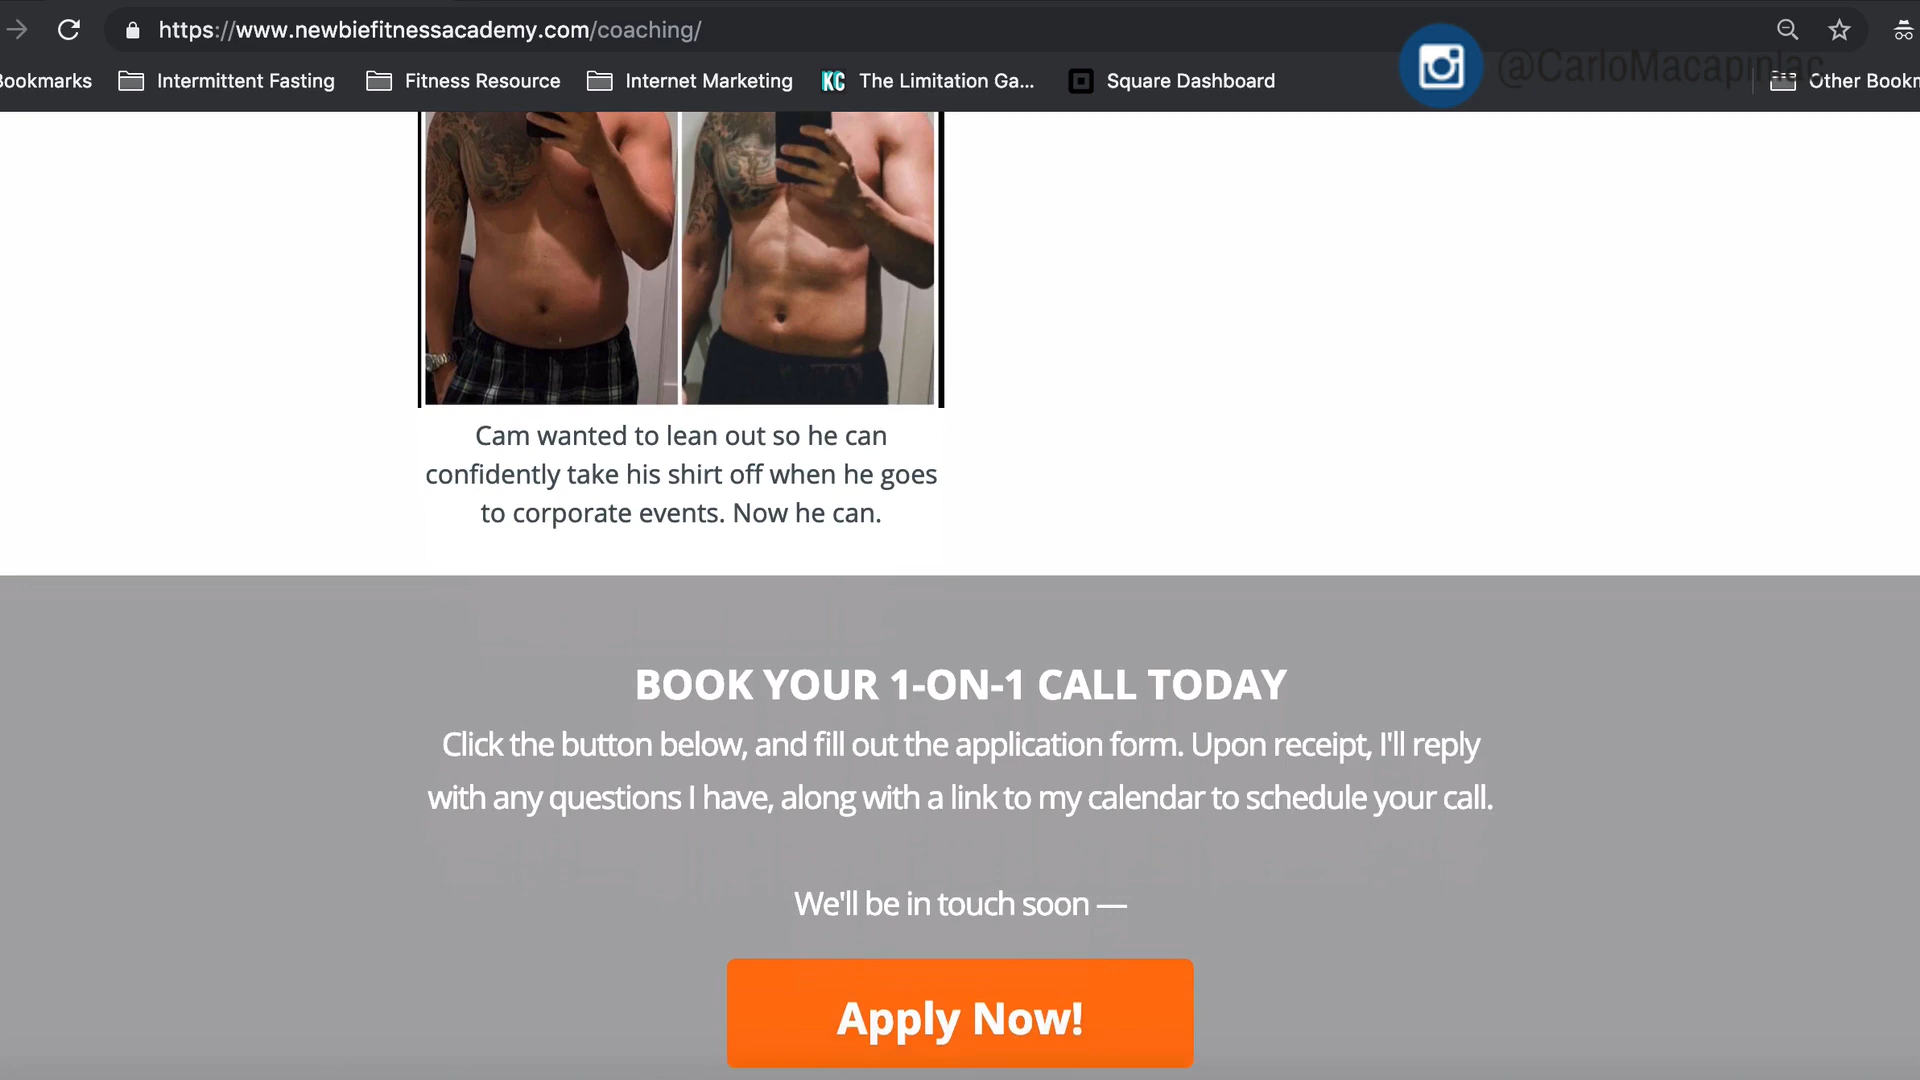 https://www.newbiefitnessacademy.com/coaching/
@CarloMacapinlac
Bookmarks
Intermittent Fasting
Fitness Resource
Internet Marketing
KC
The Limitation Ga...
Square Dashboard
Other Bookm
Cam wanted to lean out so he can
confidently take his shirt off when he goes
to corporate events. Now he can.
BOOK YOUR 1-ON-1 CALL TODAY
Click the button below, and fill out the application form. Upon receipt, I'll reply
with any questions I have, along with a link to my calendar to schedule your call.
We'll be in touch soon —
Apply Now!